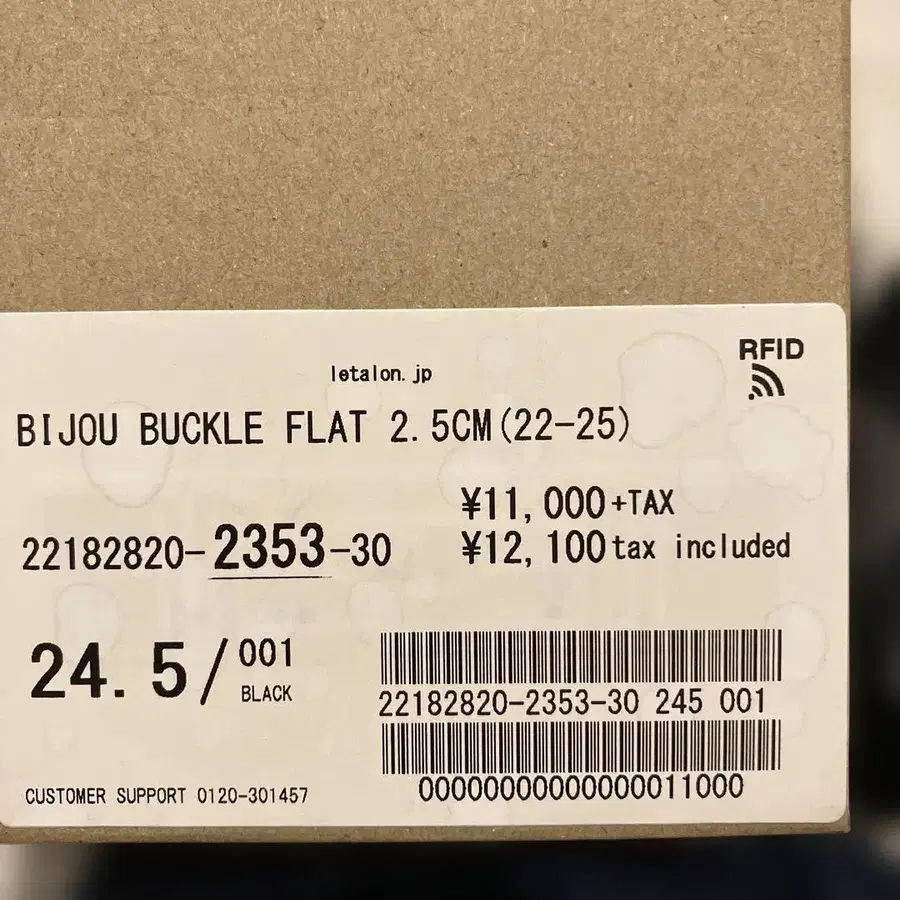 RFID
letalon.jp
BIJOU BUCKLE FLAT 2.5CM(22-25)
¥11,000+TAX
22182820-2353-30
¥12,100tax included
24.5/001
BLACK
22182820-2353-30 245 001
00000000000000011000
CUSTOMER SUPPORT 0120-301457